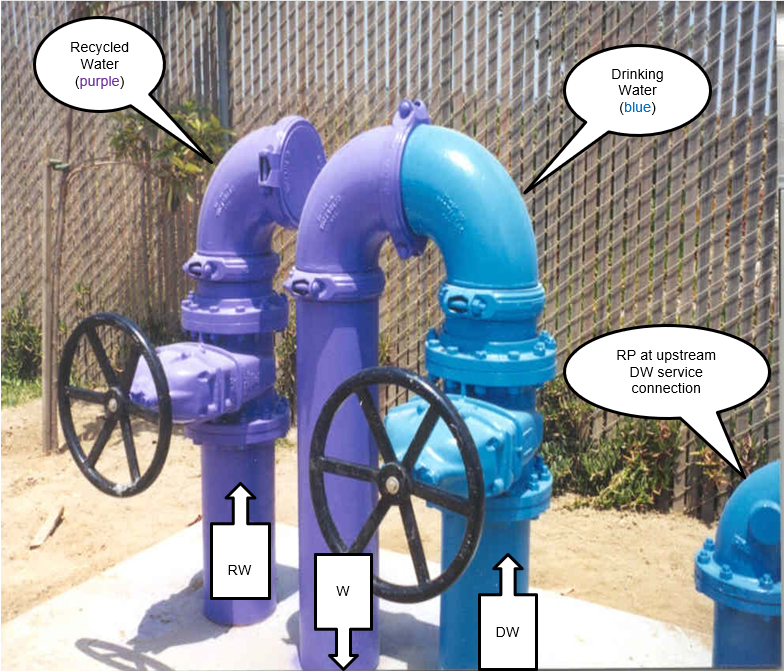 Recycled
Water
(purple)
Drinking
Water
(blue)
RP at upstream
DW service
connection
RW
W
DW